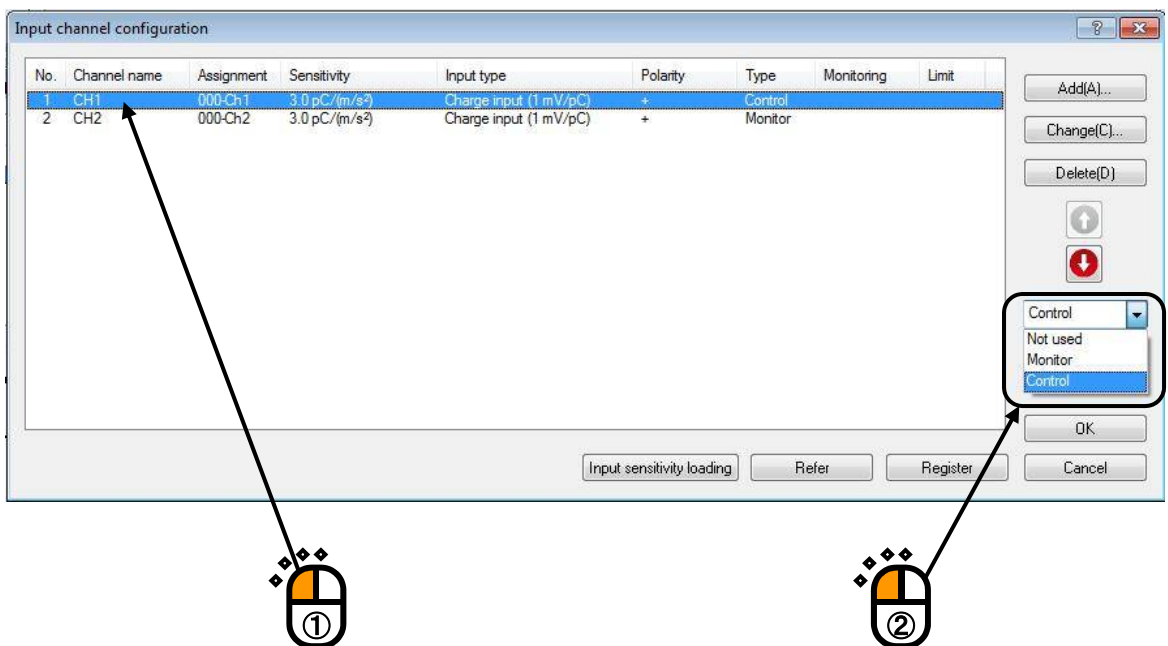 Input channel configuration
No. Channel name Assignment Sensitivity Input type Polarity Type Monitoring Limit
1 CH1 000-Ch1 3.0 pC/(m/s²) Charge input (1 mV/pC) + Control
2 CH2 000-Ch2 3.0 pC/(m/s²) Charge input (1 mV/pC) + Monitor
Add(A)...
Change(C)...
Delete(D)
Control
Not used
Monitor
Control
OK
Input sensitivity loading Refer Register Cancel
① ②